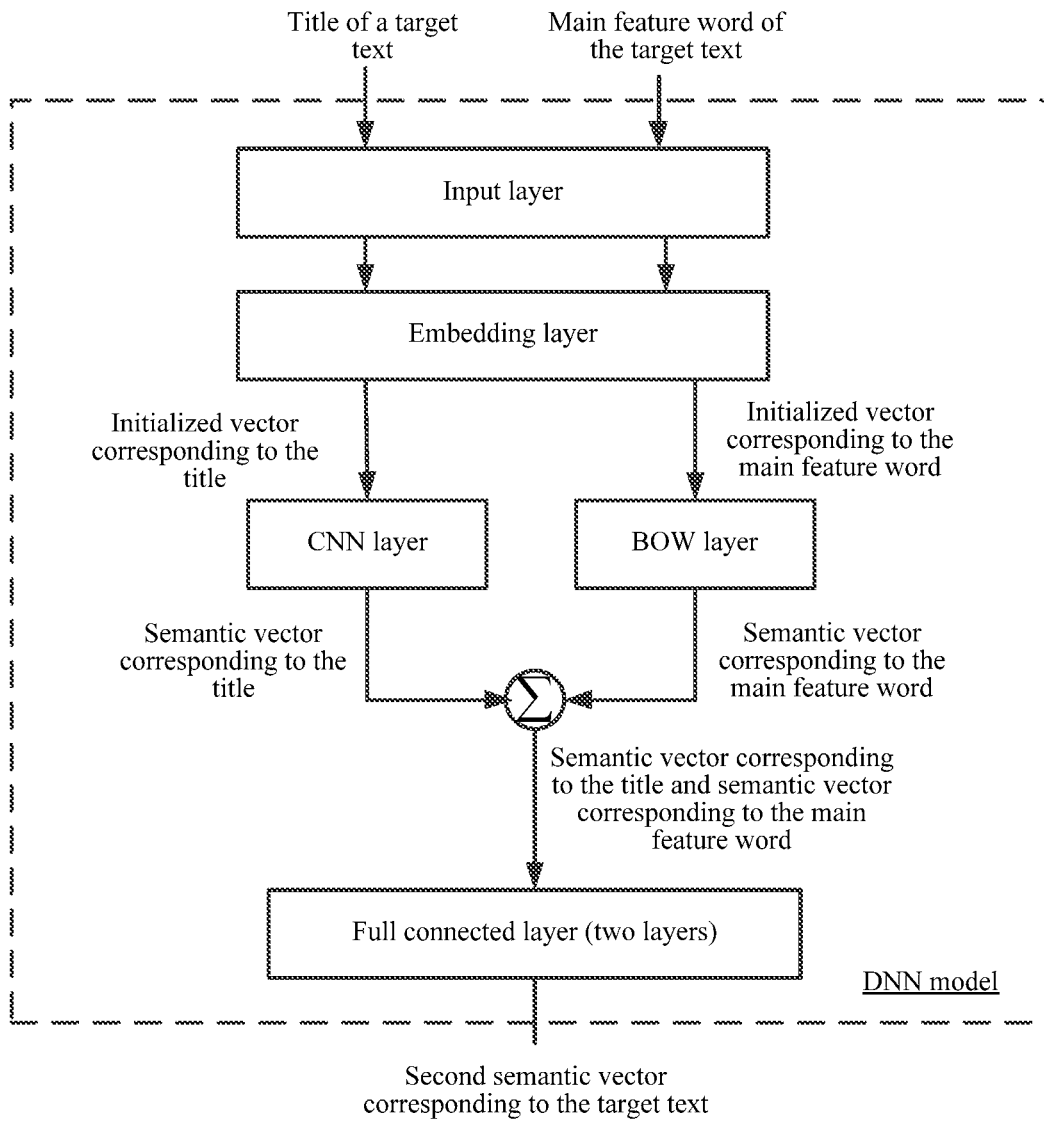 Title of a target
text
Main feature word of
the target text
Input layer
Embedding layer
Initialized vector
corresponding to the
title
Initialized vector
corresponding to the
main feature word
CNN layer
BOW layer
Semantic vector
corresponding to the
title
Semantic vector
corresponding to the
main feature word
Σ
Semantic vector corresponding
to the title and semantic vector
corresponding to the main
feature word
Full connected layer (two layers)
DNN model
Second semantic vector
corresponding to the target text